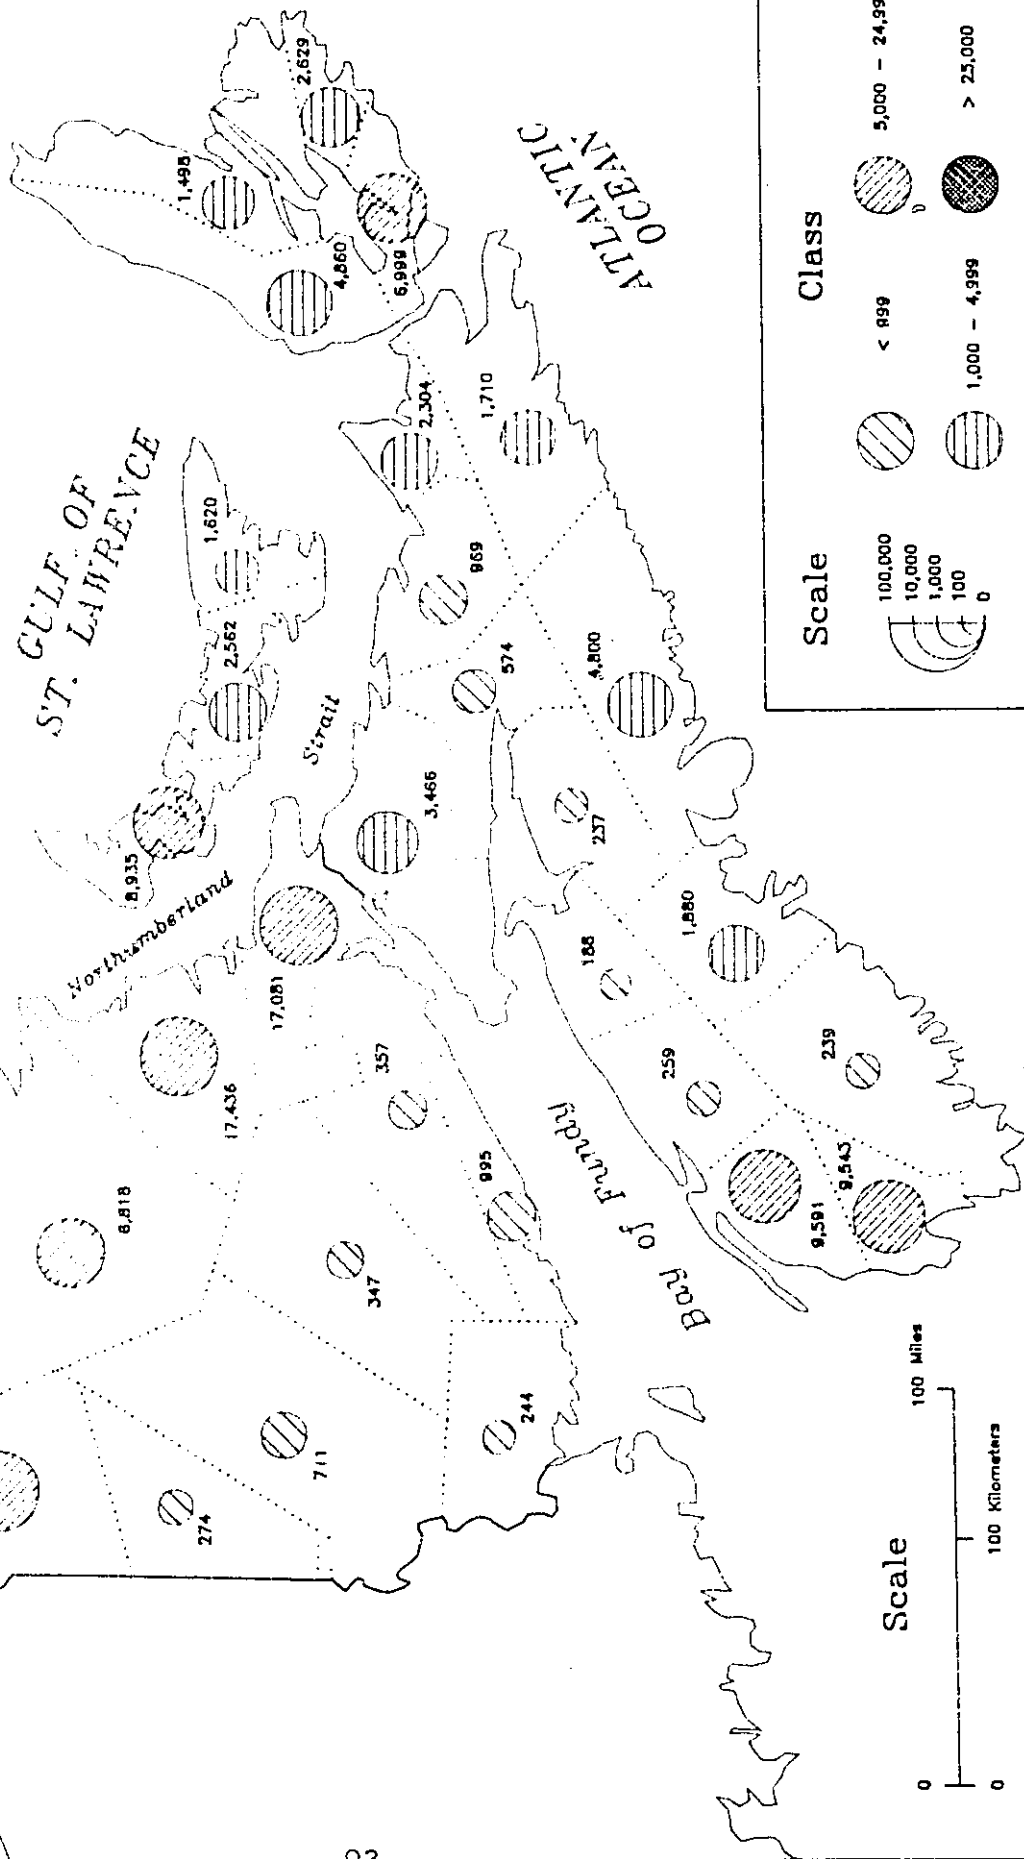 GULF OF
ST. LAWRENCE
Northumberland
Strait
ATLANTIC
OCEAN
Bay of Fundy
1,495
2,629
4,860
6,999
1,620
2,562
8,935
2,304
1,710
969
574
4,800
3,466
237
17,081
17,436
188
1,880
357
259
239
6,818
995
347
9,591
9,543
711
244
274
Scale
0 100 Miles
0 100 Kilometers
Scale
100,000
10,000
1,000
100
0
Class
< 999
1,000 - 4,999
5,000 - 24,99
> 25,000